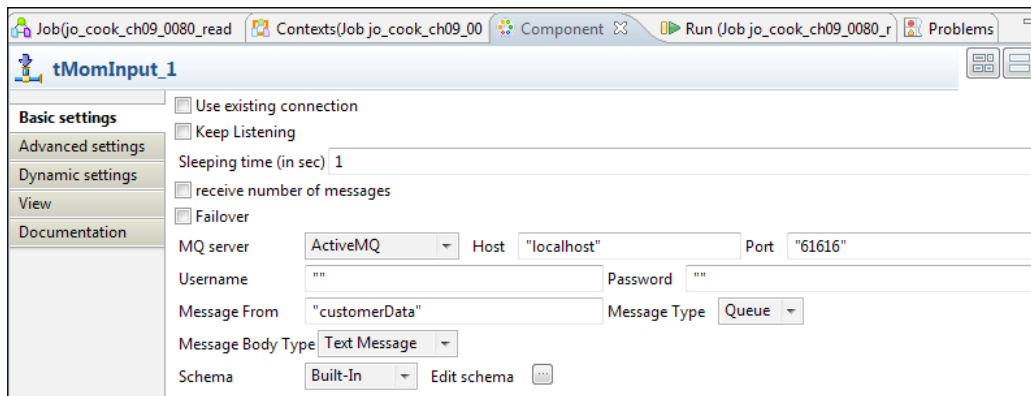 Job(jo_cook_ch09_0080_read Contexts(Job jo_cook_ch09_00 Component Run (Job jo_cook_ch09_0080_r Problems
tMomInput_1
Basic settings
Advanced settings
Dynamic settings
View
Documentation
Use existing connection
Keep Listening
Sleeping time (in sec) 1
receive number of messages
Failover
MQ server ActiveMQ Host "localhost" Port "61616"
Username "" Password ""
Message From "customerData" Message Type Queue
Message Body Type Text Message
Schema Built-In Edit schema ...